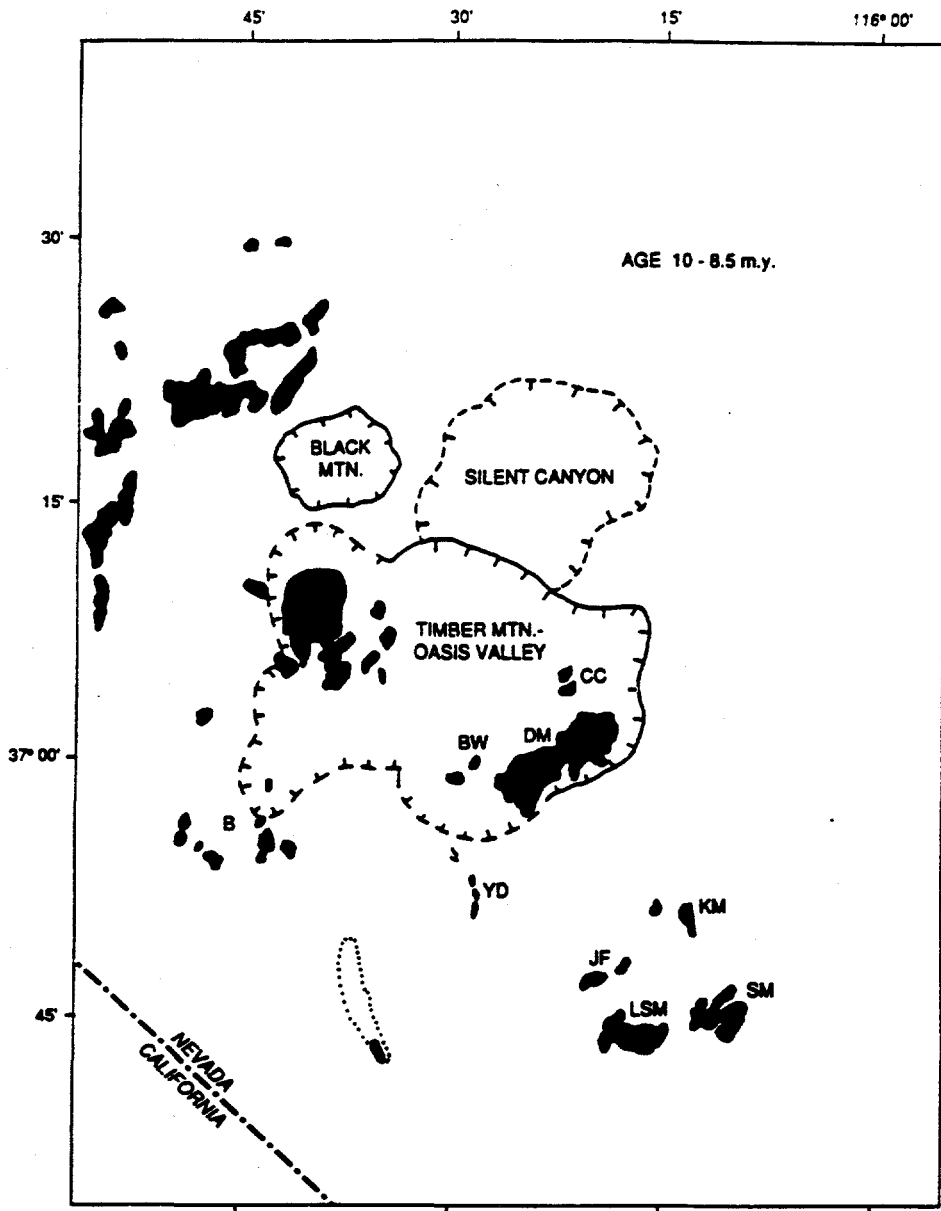 45' 30' 15' 116° 00'
30'
AGE 10 - 8.5 m.y.
BLACK
MTN.
SILENT CANYON
15'
TIMBER MTN.-
OASIS VALLEY
CC
DM
BW
37° 00'
B
YD
KM
JF
SM
LSM
45'
NEVADA
CALIFORNIA